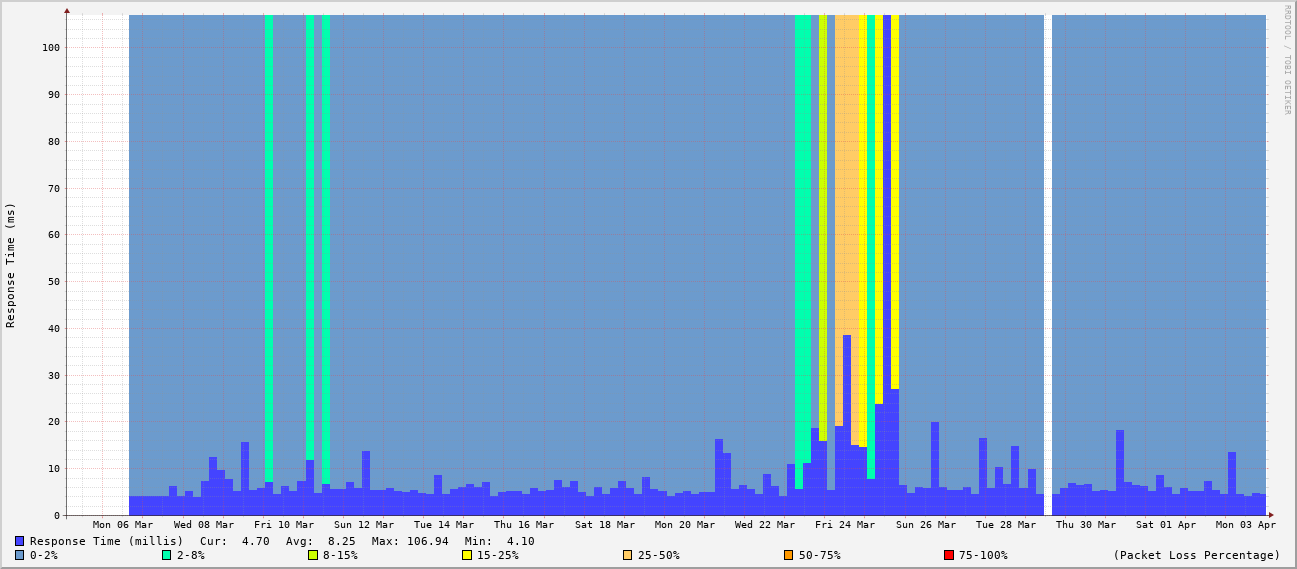 RRDTOOL / TOBI OETIKER
Response Time (ms)
100
90
80
70
60
50
40
30
20
10
0
Mon 06 Mar Wed 08 Mar Fri 10 Mar Sun 12 Mar Tue 14 Mar Thu 16 Mar Sat 18 Mar Mon 20 Mar Wed 22 Mar Fri 24 Mar Sun 26 Mar Tue 28 Mar Thu 30 Mar Sat 01 Apr Mon 03 Apr
Response Time (millis) Cur: 4.70 Avg: 8.25 Max: 106.94 Min: 4.10
0-2% 2-8% 8-15% 15-25% 25-50% 50-75% 75-100% (Packet Loss Percentage)